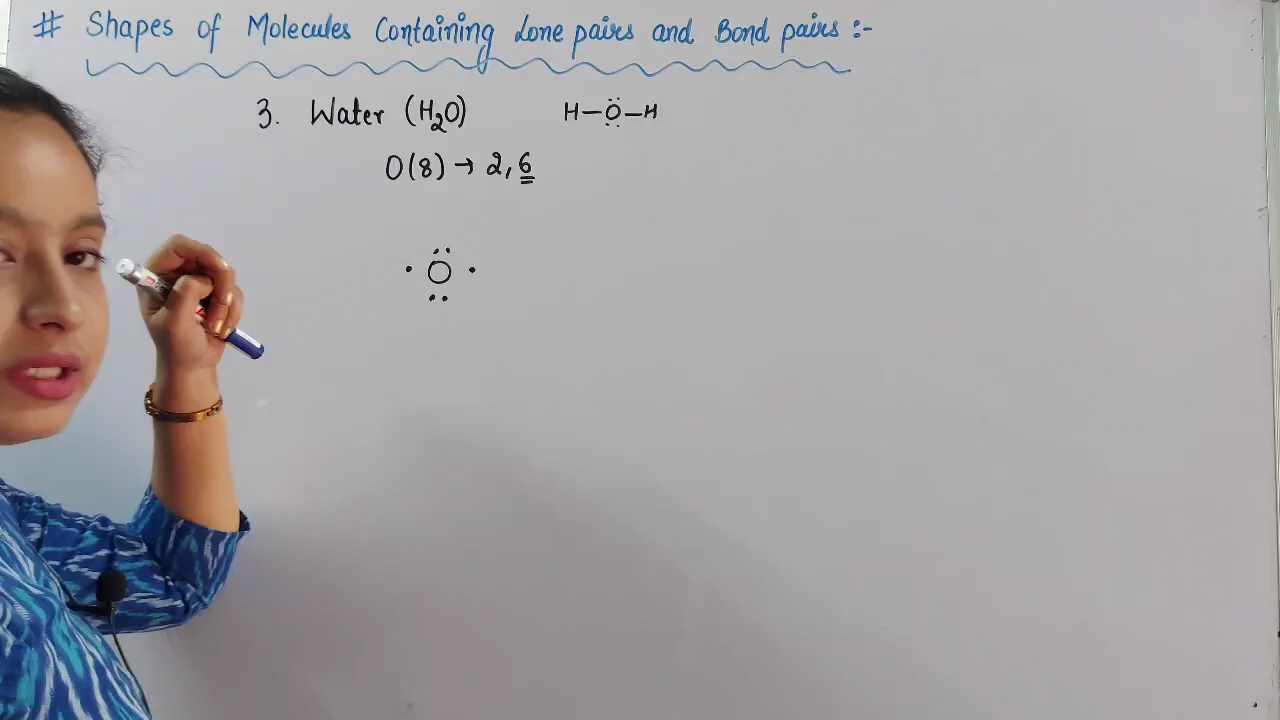 # Shapes of Molecules Containing Lone pairs and Bond pairs :-
3. Water (H₂O) H–Ö–H
O(8) → 2, 6
O